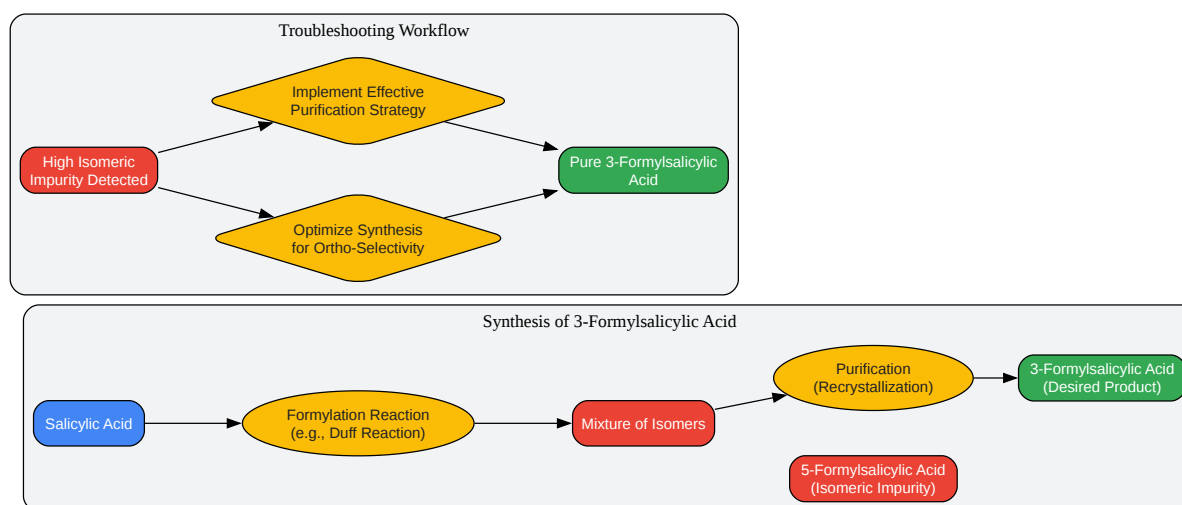 Troubleshooting Workflow
Implement Effective
Purification Strategy
High Isomeric
Impurity Detected
Pure 3-Formylsalicylic
Acid
Optimize Synthesis
for Ortho-Selectivity
Synthesis of 3-Formylsalicylic Acid
Purification
(Recrystallization)
3-Formylsalicylic Acid
(Desired Product)
Salicylic Acid
Formylation Reaction
(e.g., Duff Reaction)
Mixture of Isomers
5-Formylsalicylic Acid
(Isomeric Impurity)